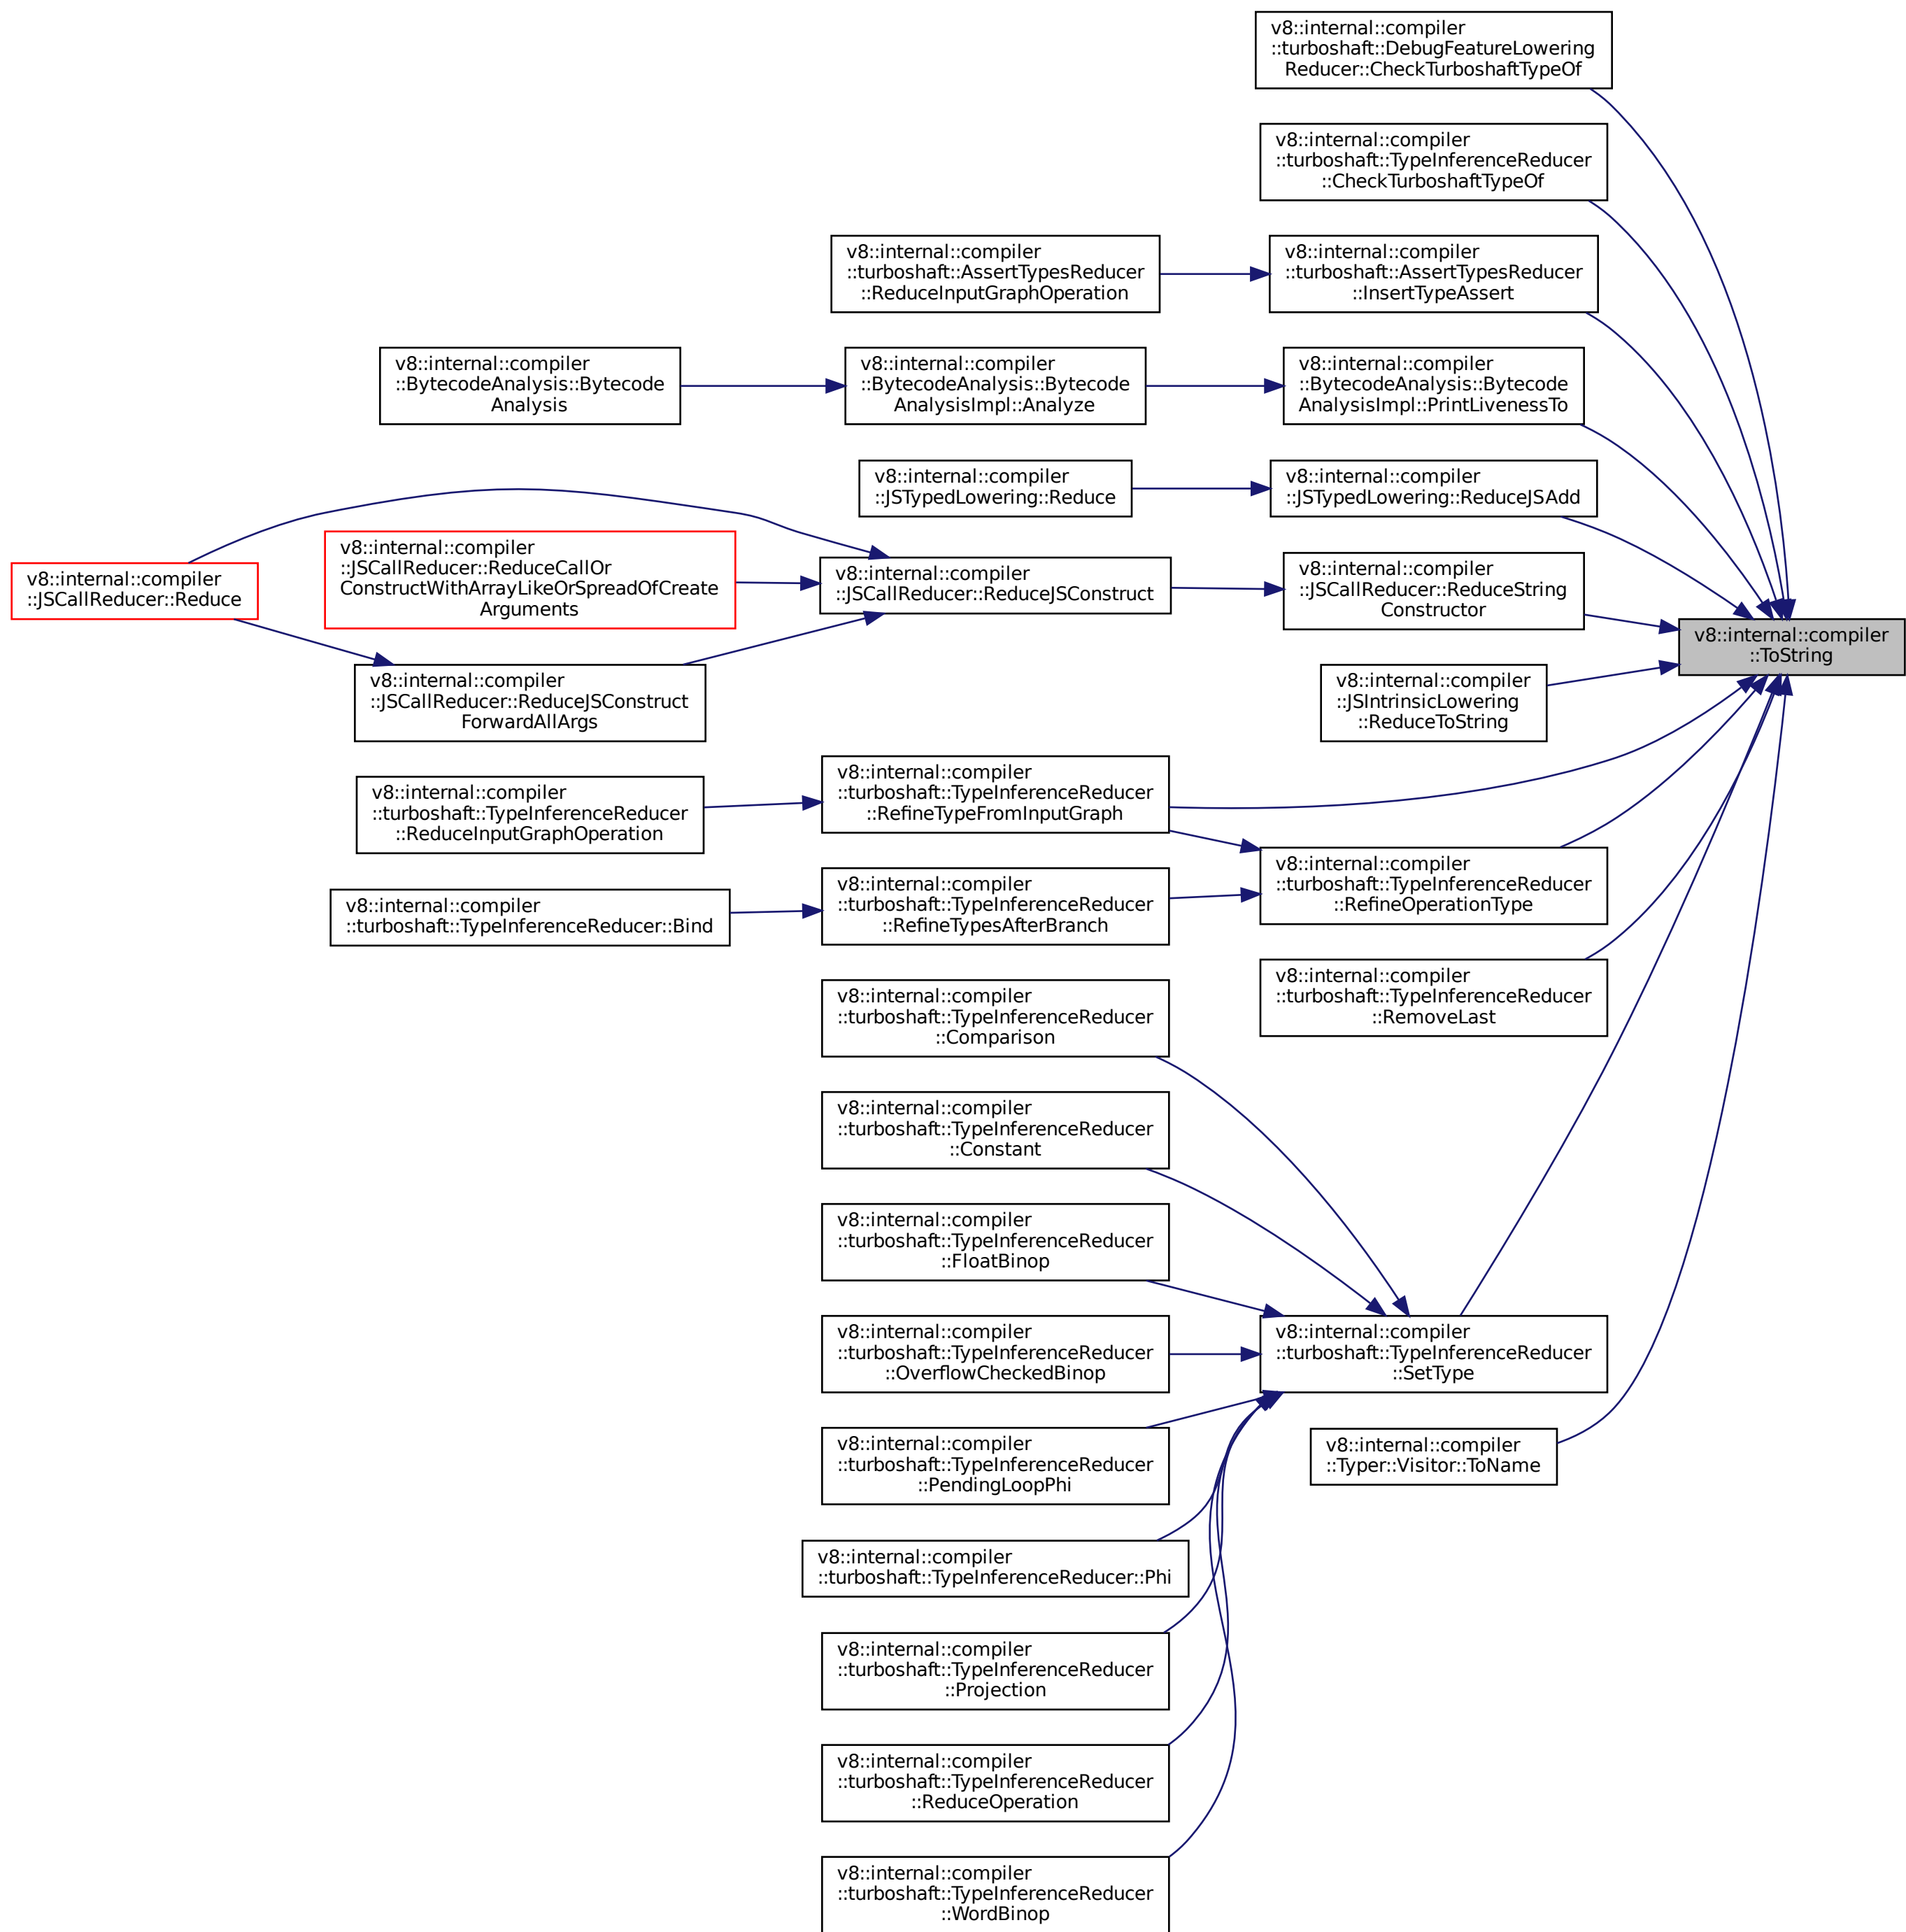 v8::internal::compiler
::turboshaft::DebugFeatureLowering
Reducer::CheckTurboshaftTypeOf
v8::internal::compiler
::turboshaft::TypeInferenceReducer
::CheckTurboshaftTypeOf
v8::internal::compiler
::turboshaft::AssertTypesReducer
::ReduceInputGraphOperation
v8::internal::compiler
::turboshaft::AssertTypesReducer
::InsertTypeAssert
v8::internal::compiler
::BytecodeAnalysis::Bytecode
Analysis
v8::internal::compiler
::BytecodeAnalysis::Bytecode
AnalysisImpl::Analyze
v8::internal::compiler
::BytecodeAnalysis::Bytecode
AnalysisImpl::PrintLivenessTo
v8::internal::compiler
::JSTypedLowering::Reduce
v8::internal::compiler
::JSTypedLowering::ReduceJSAdd
v8::internal::compiler
::JSCallReducer::Reduce
v8::internal::compiler
::JSCallReducer::ReduceCallOr
ConstructWithArrayLikeOrSpreadOfCreate
Arguments
v8::internal::compiler
::JSCallReducer::ReduceJSConstruct
v8::internal::compiler
::JSCallReducer::ReduceString
Constructor
v8::internal::compiler
::ToString
v8::internal::compiler
::JSCallReducer::ReduceJSConstruct
ForwardAllArgs
v8::internal::compiler
::JSIntrinsicLowering
::ReduceToString
v8::internal::compiler
::turboshaft::TypeInferenceReducer
::ReduceInputGraphOperation
v8::internal::compiler
::turboshaft::TypeInferenceReducer
::RefineTypeFromInputGraph
v8::internal::compiler
::turboshaft::TypeInferenceReducer
::RefineOperationType
v8::internal::compiler
::turboshaft::TypeInferenceReducer::Bind
v8::internal::compiler
::turboshaft::TypeInferenceReducer
::RefineTypesAfterBranch
v8::internal::compiler
::turboshaft::TypeInferenceReducer
::RemoveLast
v8::internal::compiler
::turboshaft::TypeInferenceReducer
::Comparison
v8::internal::compiler
::turboshaft::TypeInferenceReducer
::Constant
v8::internal::compiler
::turboshaft::TypeInferenceReducer
::FloatBinop
v8::internal::compiler
::turboshaft::TypeInferenceReducer
::OverflowCheckedBinop
v8::internal::compiler
::turboshaft::TypeInferenceReducer
::SetType
v8::internal::compiler
::turboshaft::TypeInferenceReducer
::PendingLoopPhi
v8::internal::compiler
::Typer::Visitor::ToName
v8::internal::compiler
::turboshaft::TypeInferenceReducer::Phi
v8::internal::compiler
::turboshaft::TypeInferenceReducer
::Projection
v8::internal::compiler
::turboshaft::TypeInferenceReducer
::ReduceOperation
v8::internal::compiler
::turboshaft::TypeInferenceReducer
::WordBinop